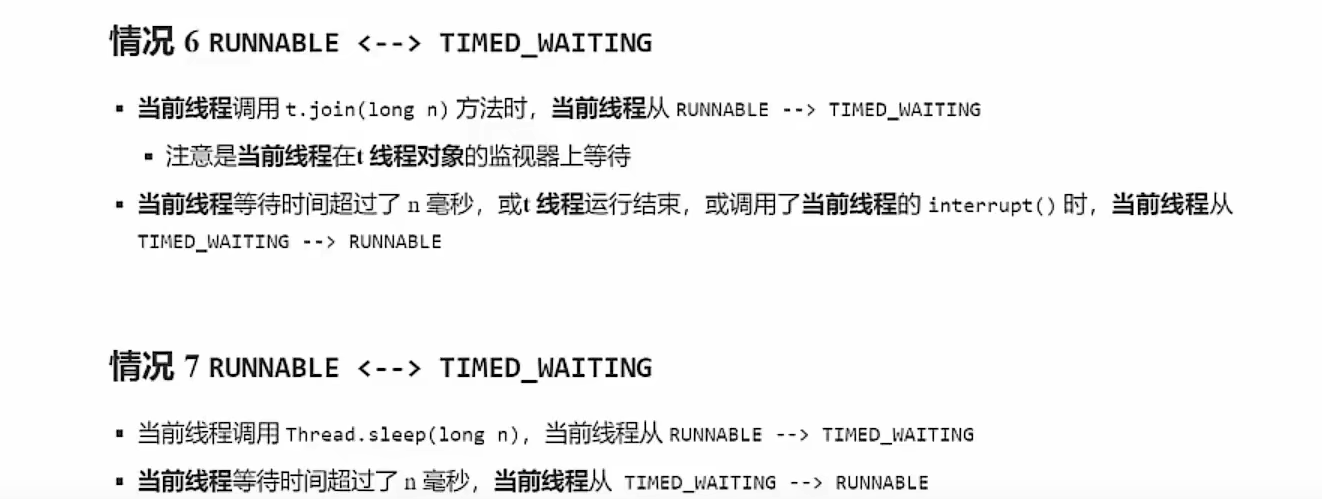 情况 6 RUNNABLE <--> TIMED_WAITING
▪ 当前线程调用 t.join(long n) 方法时，当前线程从 RUNNABLE --> TIMED_WAITING
▪ 注意是当前线程在t 线程对象的监视器上等待
▪ 当前线程等待时间超过了 n 毫秒，或t 线程运行结束，或调用了当前线程的 interrupt() 时，当前线程从
TIMED_WAITING --> RUNNABLE
情况 7 RUNNABLE <--> TIMED_WAITING
▪ 当前线程调用 Thread.sleep(long n)，当前线程从 RUNNABLE --> TIMED_WAITING
▪ 当前线程等待时间超过了 n 毫秒，当前线程从 TIMED_WAITING --> RUNNABLE